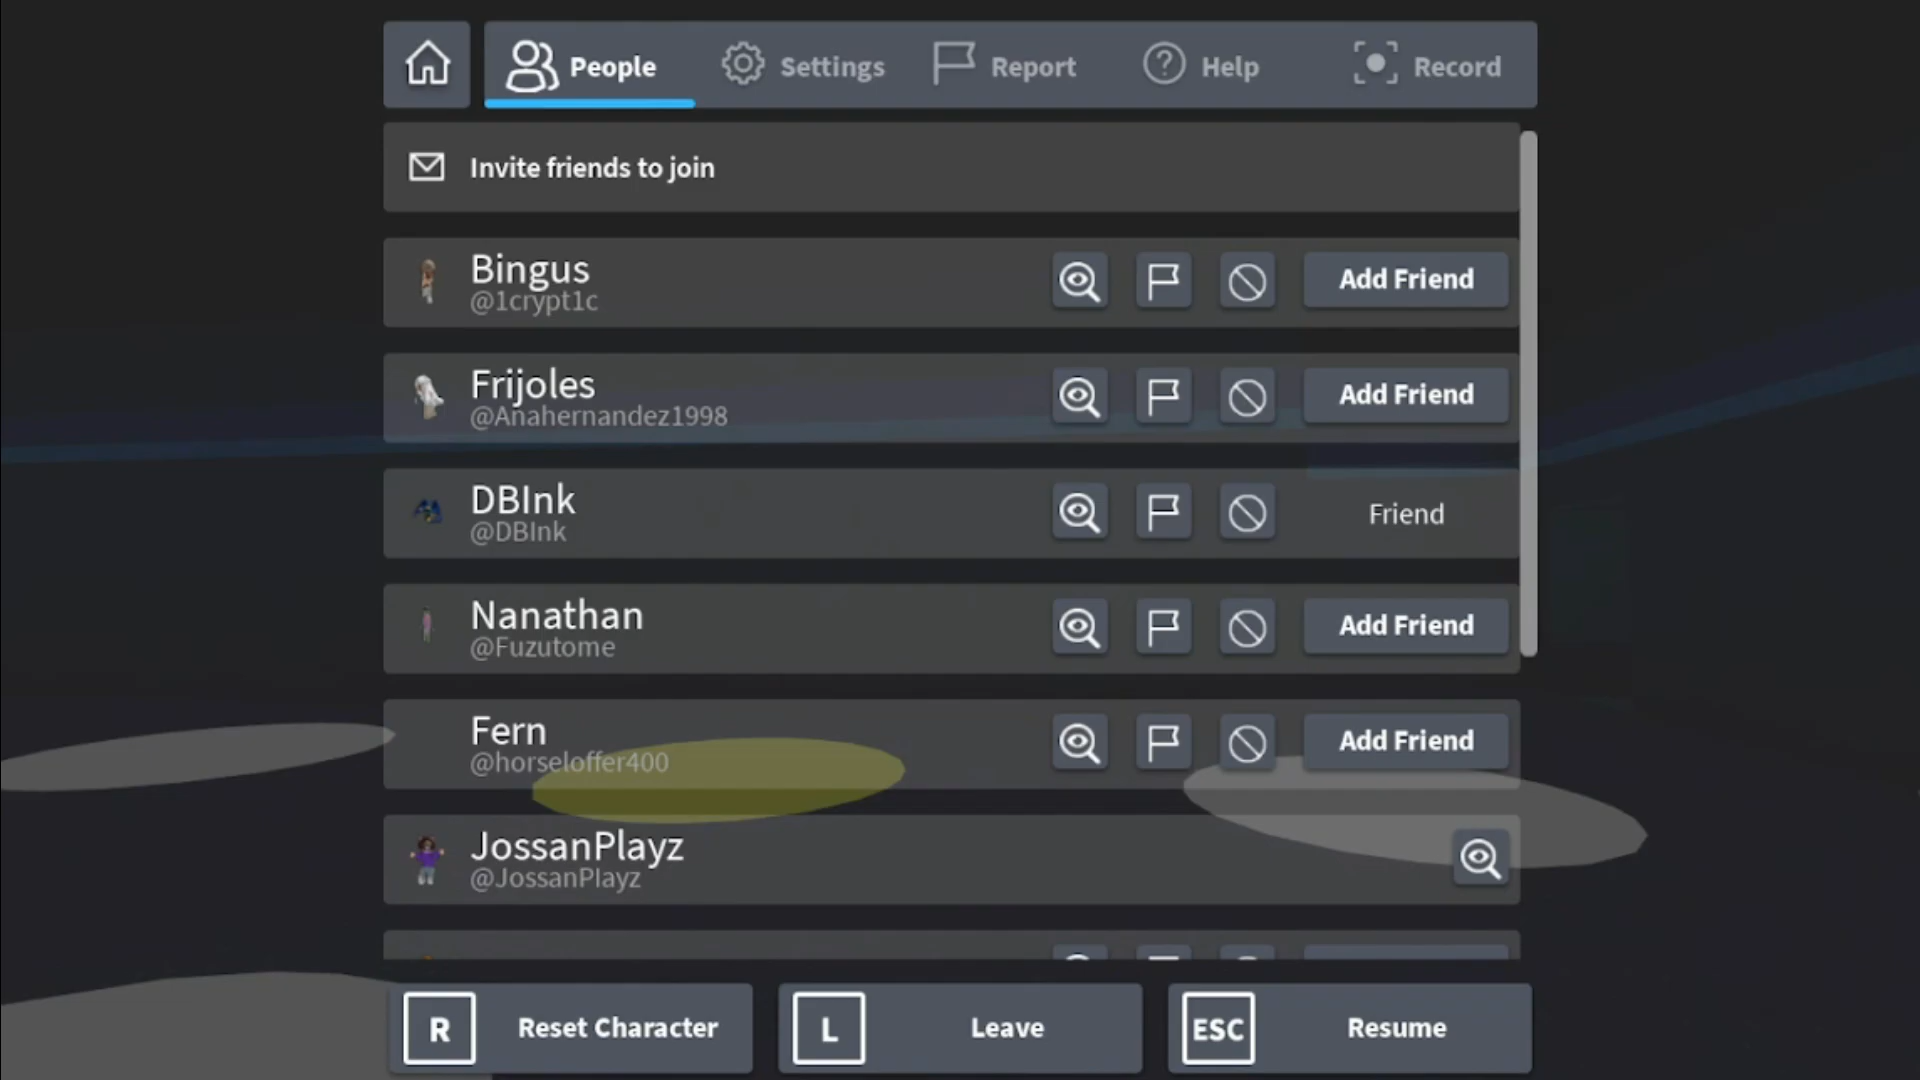 People Settings Report Help Record
Invite friends to join
Bingus
@1crypt1c
Add Friend
Frijoles
@Anahernandez1998
Add Friend
DBInk
@DBInk
Friend
Nanathan
@Fuzutome
Add Friend
Fern
@horseloffer400
Add Friend
JossanPlayz
@JossanPlayz
R Reset Character L Leave ESC Resume